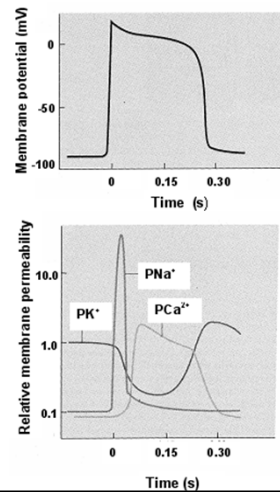 Membrane potential (mV)
0
-50
-100
0 0.15 0.30
Time (s)
Relative membrane permeability
10.0
1.0
0.1
PNa⁺
PK⁺
PCa²⁺
0 0.15 0.30
Time (s)